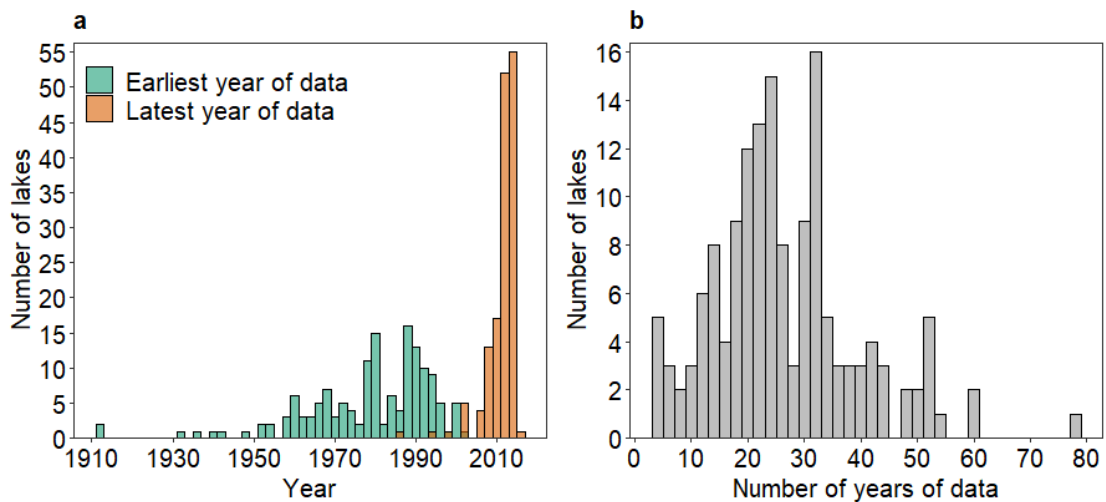 a
Number of lakes
55
50
45
40
35
30
25
20
15
10
5
0
Earliest year of data
Latest year of data
1910 1930 1950 1970 1990 2010
Year
b
Number of lakes
16
14
12
10
8
6
4
2
0
0 10 20 30 40 50 60 70 80
Number of years of data